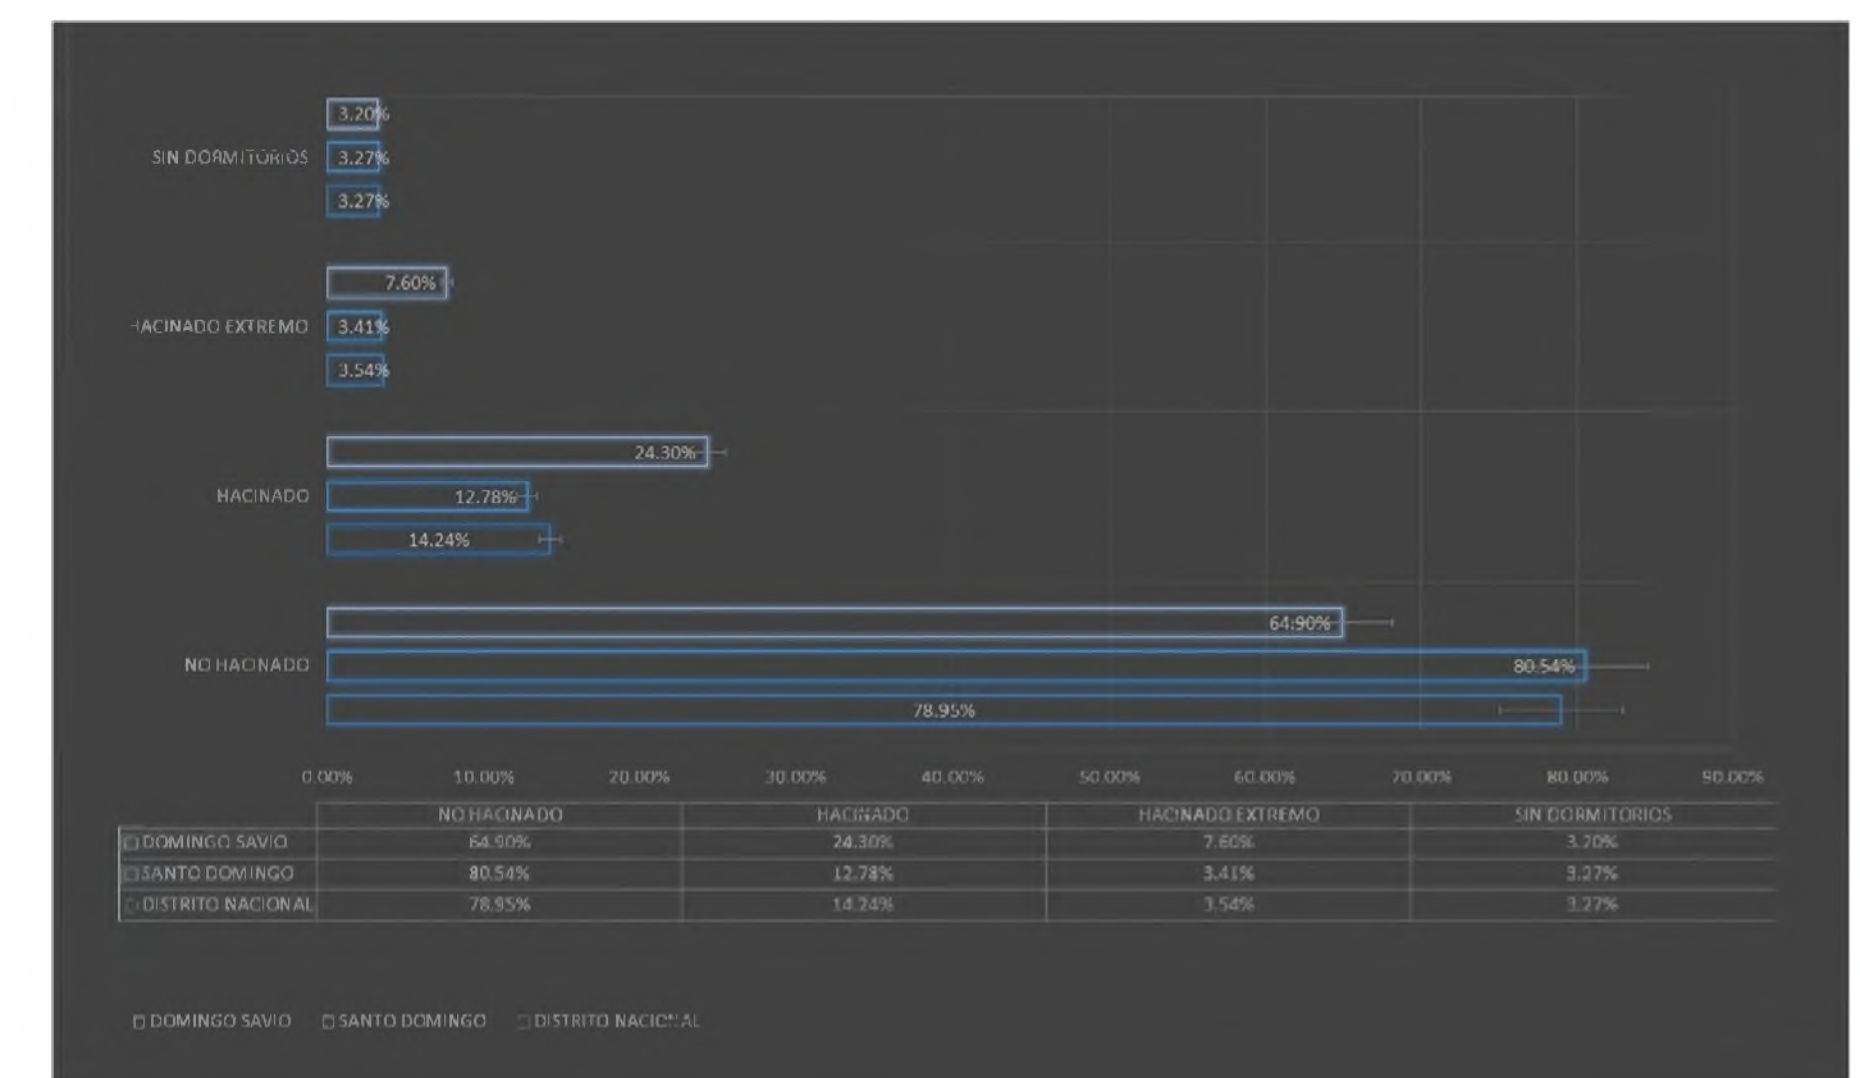 3.20%
SIN DORMITORIOS 3.27%
3.27%
7.60%
HACINADO EXTREMO 3.41%
3.54%
24.30%
HACINADO 12.78%
14.24%
64.90%
NO HACINADO 80.54%
78.95%
0.00% 10.00% 20.00% 30.00% 40.00% 50.00% 60.00% 70.00% 80.00% 90.00%
NO HACINADO HACINADO HACINADO EXTREMO SIN DORMITORIOS
DOMINGO SAVIO 64.90% 24.30% 7.60% 3.20%
SANTO DOMINGO 80.54% 12.78% 3.41% 3.27%
DISTRITO NACIONAL 78.95% 14.24% 3.54% 3.27%
DOMINGO SAVIO SANTO DOMINGO DISTRITO NACIONAL